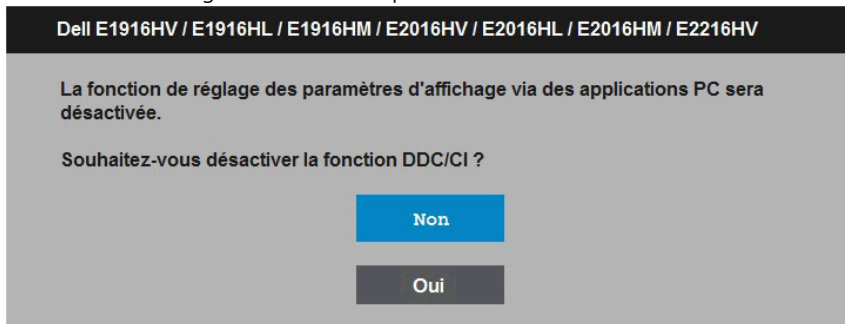 Dell E1916HV / E1916HL / E1916HM / E2016HV / E2016HL / E2016HM / E2216HV
La fonction de réglage des paramètres d'affichage via des applications PC sera
désactivée.
Souhaitez-vous désactiver la fonction DDC/CI ?
Non
Oui